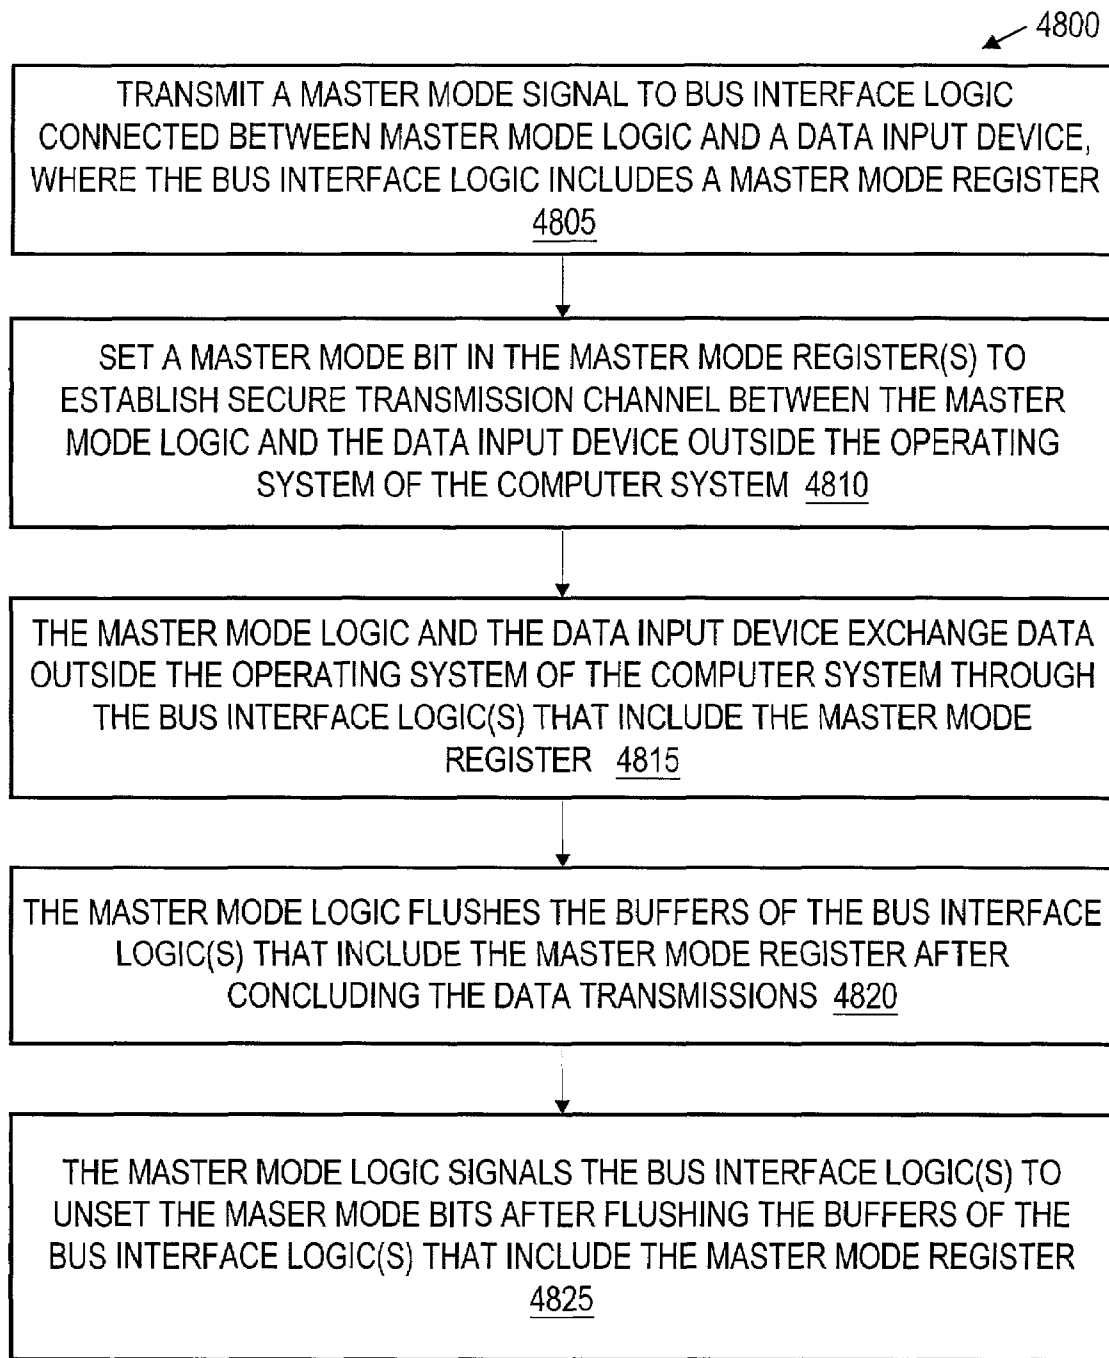 4800
TRANSMIT A MASTER MODE SIGNAL TO BUS INTERFACE LOGIC
CONNECTED BETWEEN MASTER MODE LOGIC AND A DATA INPUT DEVICE,
WHERE THE BUS INTERFACE LOGIC INCLUDES A MASTER MODE REGISTER
4805
SET A MASTER MODE BIT IN THE MASTER MODE REGISTER(S) TO
ESTABLISH SECURE TRANSMISSION CHANNEL BETWEEN THE MASTER
MODE LOGIC AND THE DATA INPUT DEVICE OUTSIDE THE OPERATING
SYSTEM OF THE COMPUTER SYSTEM 4810
THE MASTER MODE LOGIC AND THE DATA INPUT DEVICE EXCHANGE DATA
OUTSIDE THE OPERATING SYSTEM OF THE COMPUTER SYSTEM THROUGH
THE BUS INTERFACE LOGIC(S) THAT INCLUDE THE MASTER MODE
REGISTER 4815
THE MASTER MODE LOGIC FLUSHES THE BUFFERS OF THE BUS INTERFACE
LOGIC(S) THAT INCLUDE THE MASTER MODE REGISTER AFTER
CONCLUDING THE DATA TRANSMISSIONS 4820
THE MASTER MODE LOGIC SIGNALS THE BUS INTERFACE LOGIC(S) TO
UNSET THE MASER MODE BITS AFTER FLUSHING THE BUFFERS OF THE
BUS INTERFACE LOGIC(S) THAT INCLUDE THE MASTER MODE REGISTER
4825